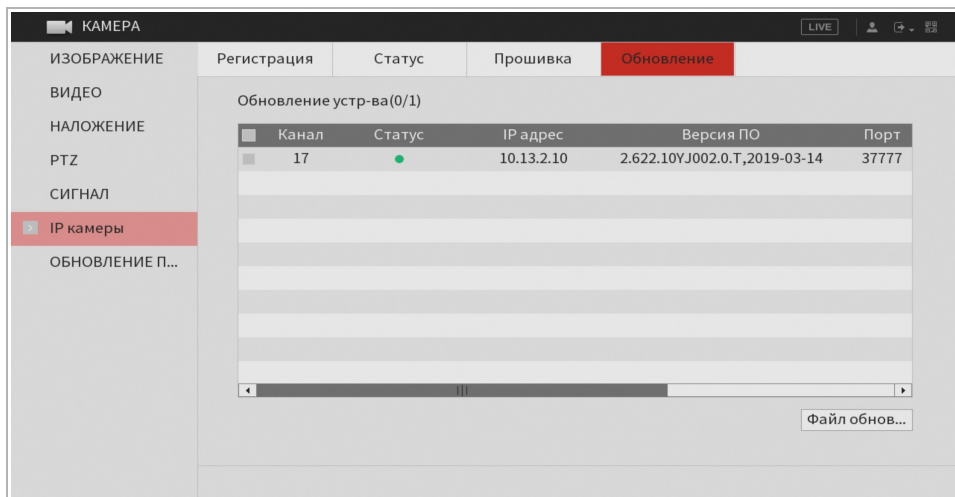 КАМЕРА
LIVE
ИЗОБРАЖЕНИЕ
ВИДЕО
НАЛОЖЕНИЕ
PTZ
СИГНАЛ
IP камеры
ОБНОВЛЕНИЕ П...
Регистрация Статус Прошивка Обновление
Обновление устр-ва(0/1)
Канал Статус IP адрес Версия ПО Порт
17 10.13.2.10 2.622.10YJ002.0.T,2019-03-14 37777
Файл обнов...